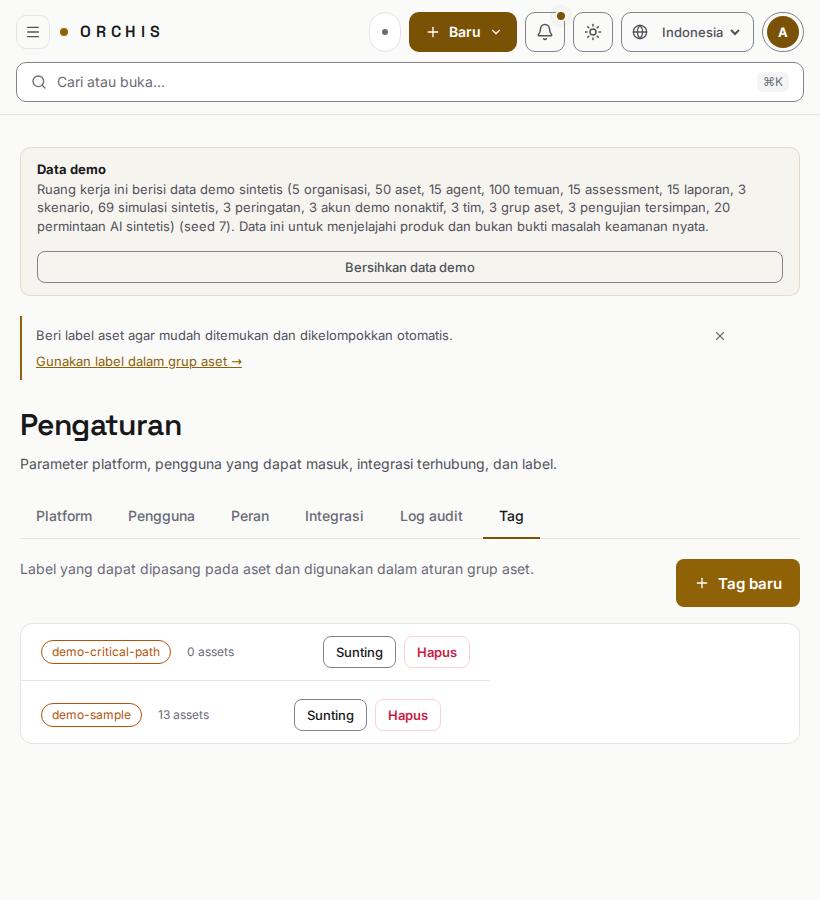 ORCHIS
Baru
Indonesia
A
Cari atau buka...
⌘K
Data demo
Ruang kerja ini berisi data demo sintetis (5 organisasi, 50 aset, 15 agent, 100 temuan, 15 assessment, 15 laporan, 3
skenario, 69 simulasi sintetis, 3 peringatan, 3 akun demo nonaktif, 3 tim, 3 grup aset, 3 pengujian tersimpan, 20
permintaan AI sintetis) (seed 7). Data ini untuk menjelajahi produk dan bukan bukti masalah keamanan nyata.
Bersihkan data demo
Beri label aset agar mudah ditemukan dan dikelompokkan otomatis.
Gunakan label dalam grup aset →
Pengaturan
Parameter platform, pengguna yang dapat masuk, integrasi terhubung, dan label.
Platform Pengguna Peran Integrasi Log audit Tag
Label yang dapat dipasang pada aset dan digunakan dalam aturan grup aset.
Tag baru
demo-critical-path 0 assets Sunting Hapus
demo-sample 13 assets Sunting Hapus